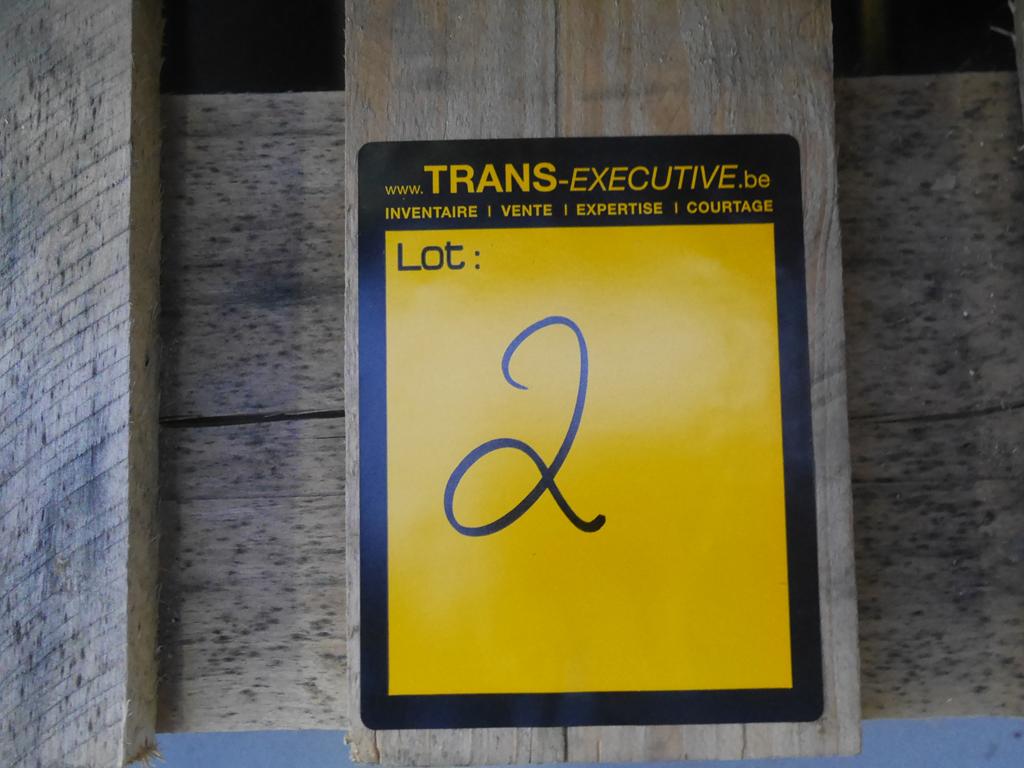 www.TRANS-EXECUTIVE.be
INVENTAIRE | VENTE | EXPERTISE | COURTAGE
Lot:
2